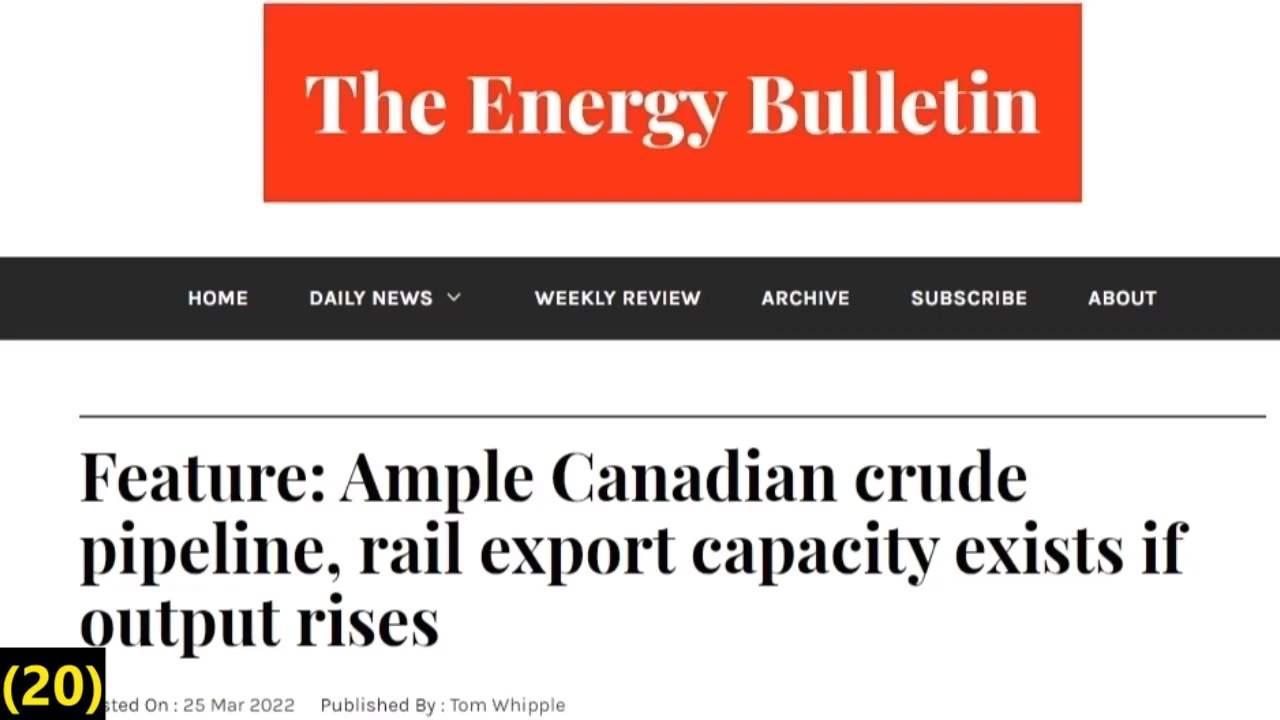 The Energy Bulletin
HOME DAILY NEWS WEEKLY REVIEW ARCHIVE SUBSCRIBE ABOUT
Feature: Ample Canadian crude
pipeline, rail export capacity exists if
output rises
(20)
sted On : 25 Mar 2022 Published By : Tom Whipple